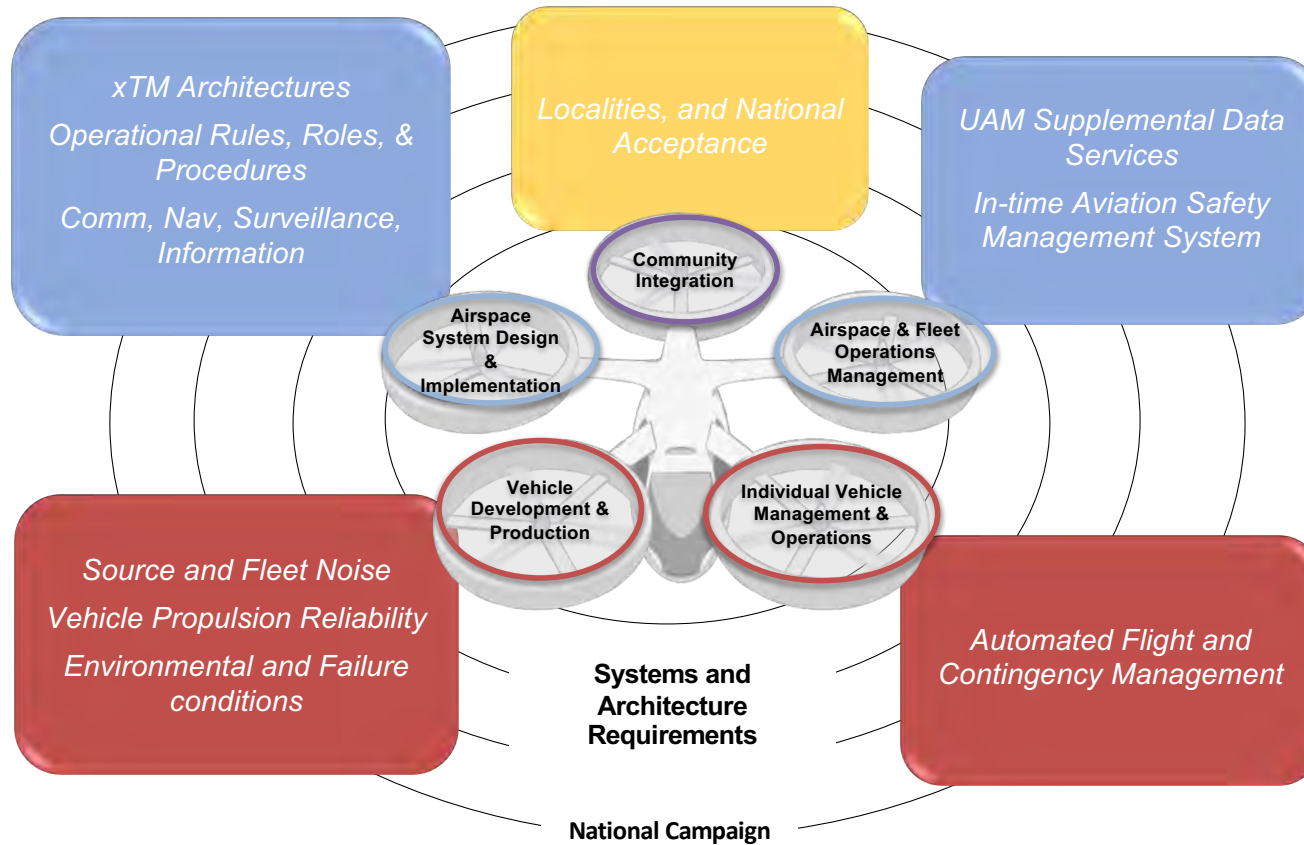 xTM Architectures
Operational Rules, Roles, &
Procedures
Comm, Nav, Surveillance,
Information
Localities, and National
Acceptance
UAM Supplemental Data
Services
In-time Aviation Safety
Management System
Community
Integration
Airspace
System Design
&
Implementation
Airspace & Fleet
Operations
Management
Vehicle
Development &
Production
Individual Vehicle
Management &
Operations
Source and Fleet Noise
Vehicle Propulsion Reliability
Environmental and Failure
conditions
Automated Flight and
Contingency Management
Systems and
Architecture
Requirements
National Campaign